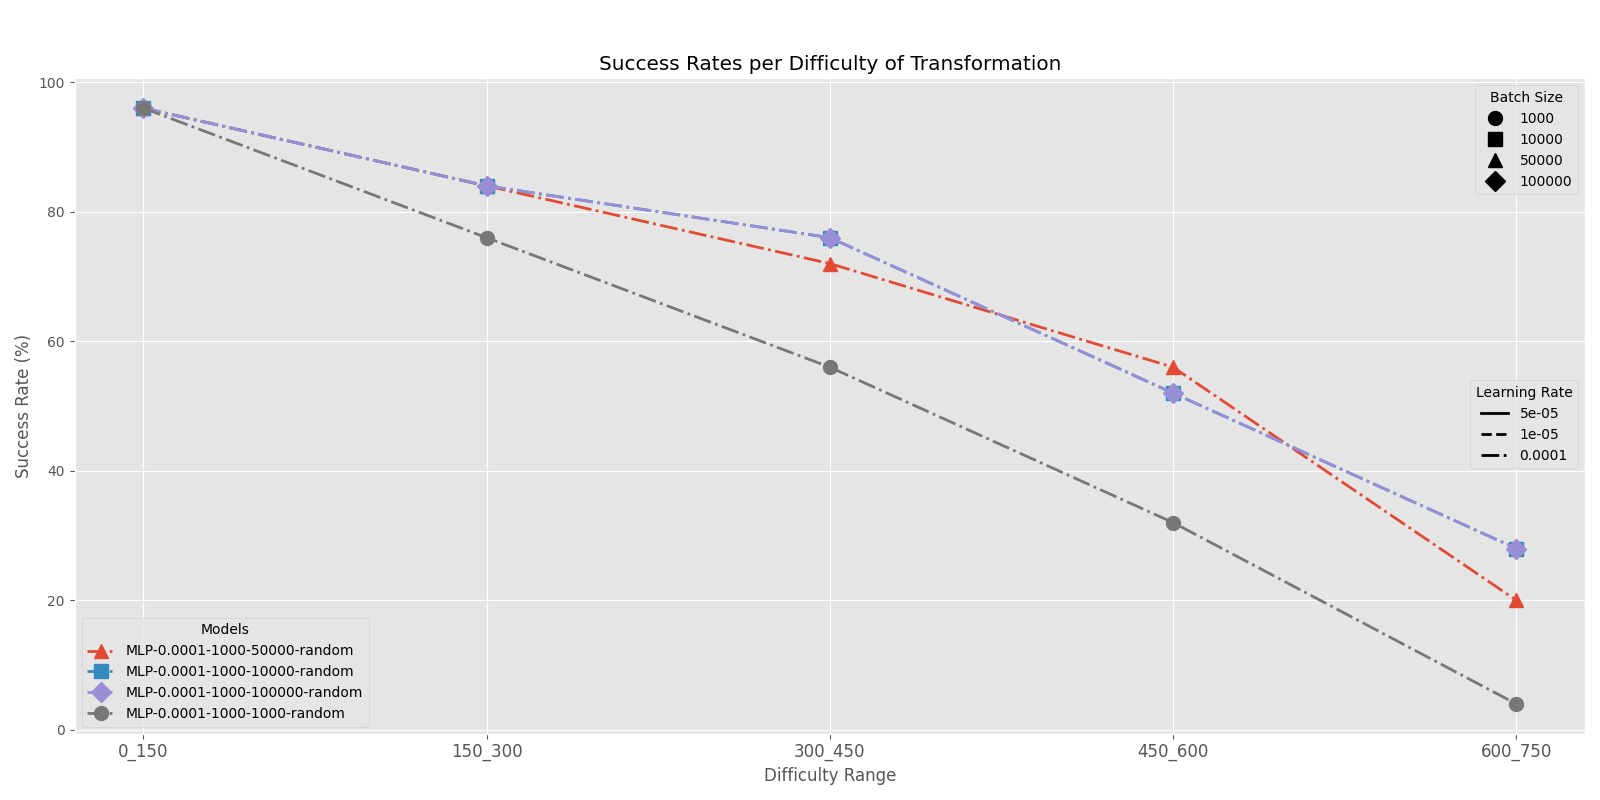 Success Rates per Difficulty of Transformation
Success Rate (%)
100
80
60
40
20
0
Batch Size
1000
10000
50000
100000
Learning Rate
5e-05
1e-05
0.0001
Models
MLP-0.0001-1000-50000-random
MLP-0.0001-1000-10000-random
MLP-0.0001-1000-100000-random
MLP-0.0001-1000-1000-random
0_150 150_300 300_450 450_600 600_750
Difficulty Range